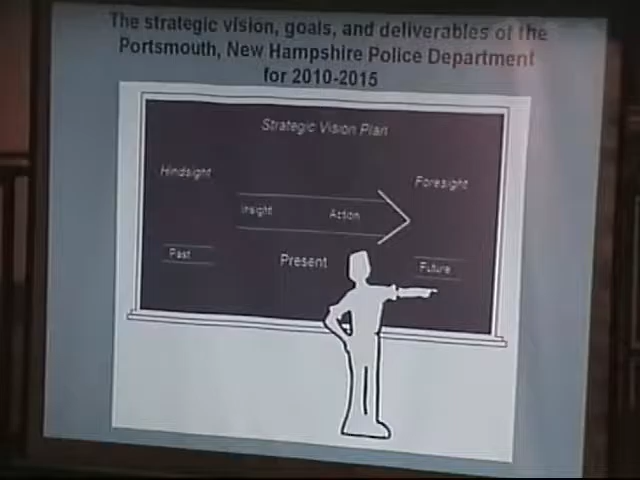 The strategic vision, goals, and deliverables of the
Portsmouth, New Hampshire Police Department
for 2010-2015
Strategic Vision Plan
Hindsight
Foresight
Insight
Action
Past
Present
Future